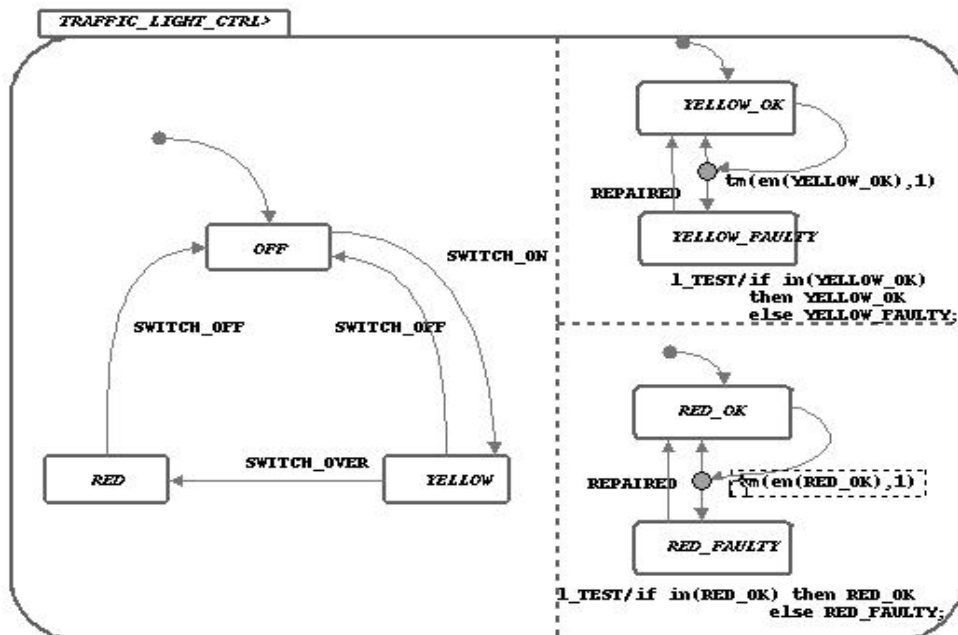 TRAFFIC_LIGHT_CTRL>
OFF
SWITCH_ON
SWITCH_OFF
SWITCH_OFF
RED
SWITCH_OVER
YELLOW
YELLOW_OK
tm(en(YELLOW_OK),1)
REPAIRED
YELLOW_FAULTY
l_TEST/if in(YELLOW_OK)
then YELLOW_OK
else YELLOW_FAULTY;
RED_OK
REPAIRED
tm(en(RED_OK),1)
RED_FAULTY
l_TEST/if in(RED_OK) then RED_OK
else RED_FAULTY;